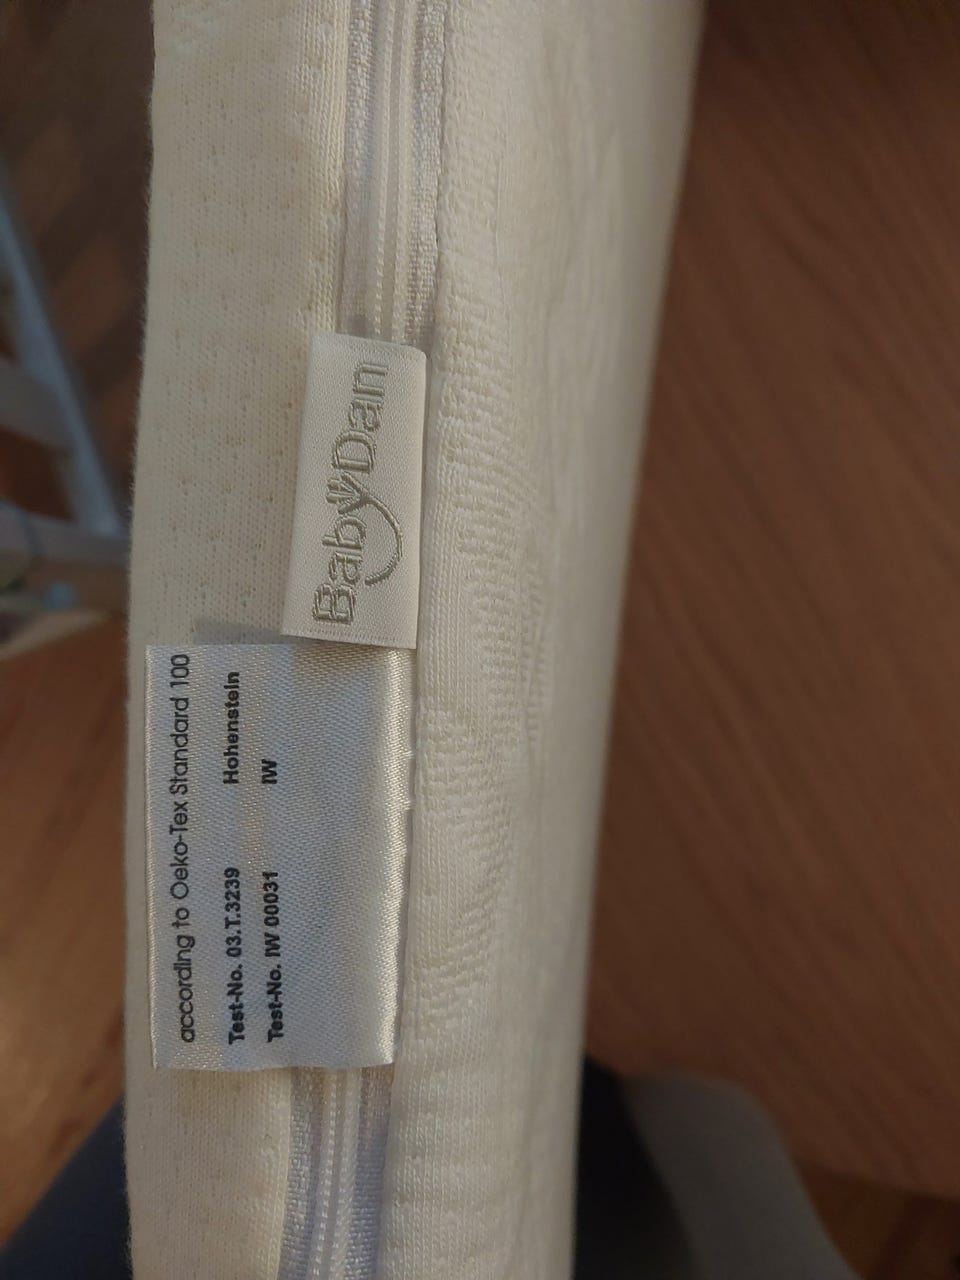 BabyDan
according to Oeko-Tex Standard 100
Test-No. 03.T.3239 Hohenstein
Test-No. IW 00031 IW